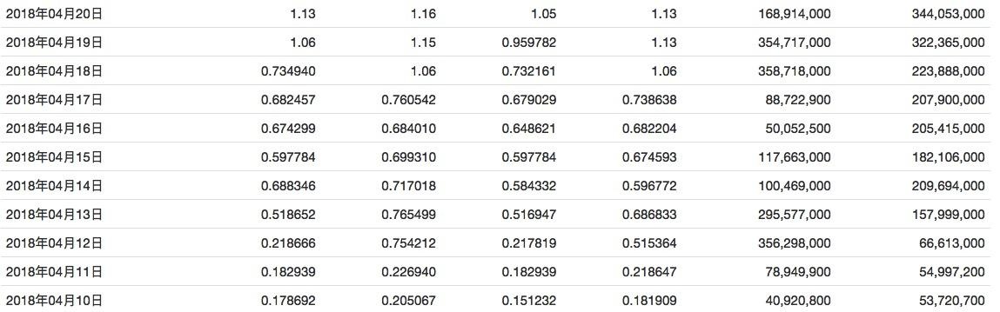 2018年04月20日 1.13 1.16 1.05 1.13 168,914,000 344,053,000
2018年04月19日 1.06 1.15 0.959782 1.13 354,717,000 322,365,000
2018年04月18日 0.734940 1.06 0.732161 1.06 358,718,000 223,888,000
2018年04月17日 0.682457 0.760542 0.679029 0.738638 88,722,900 207,900,000
2018年04月16日 0.674299 0.684010 0.648621 0.682204 50,052,500 205,415,000
2018年04月15日 0.597784 0.699310 0.597784 0.674593 117,663,000 182,106,000
2018年04月14日 0.688346 0.717018 0.584332 0.596772 100,469,000 209,694,000
2018年04月13日 0.518652 0.765499 0.516947 0.686833 295,577,000 157,999,000
2018年04月12日 0.218666 0.754212 0.217819 0.515364 356,298,000 66,613,000
2018年04月11日 0.182939 0.226940 0.182939 0.218647 78,949,900 54,997,200
2018年04月10日 0.178692 0.205067 0.151232 0.181909 40,920,800 53,720,700